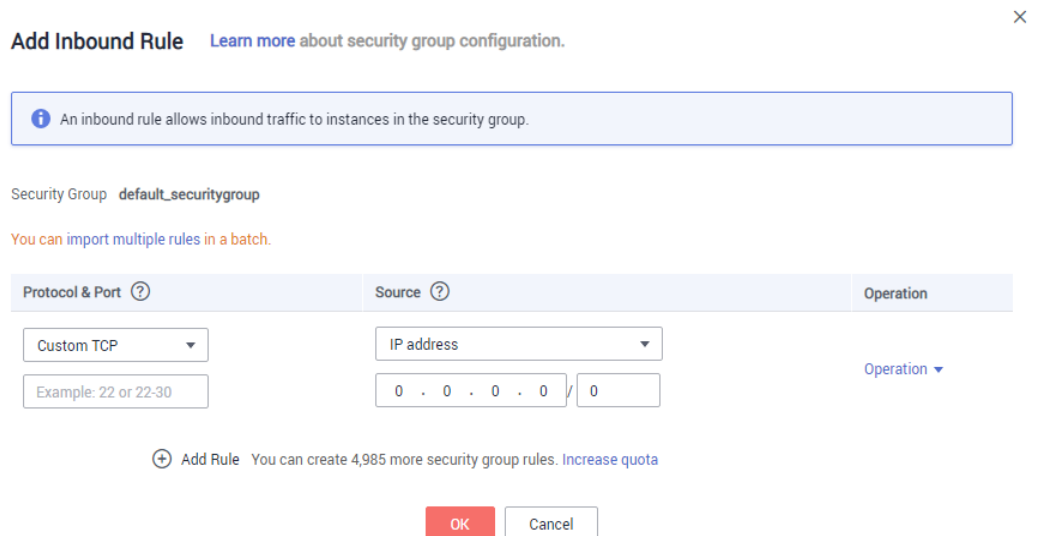 Add Inbound Rule Learn more about security group configuration.
An inbound rule allows inbound traffic to instances in the security group.
Security Group default_securitygroup
You can import multiple rules in a batch.
Protocol & Port ? Source ? Operation
Custom TCP IP address
Operation
Example: 22 or 22-30 0 . 0 . 0 . 0 / 0
Add Rule You can create 4,985 more security group rules. Increase quota
OK Cancel